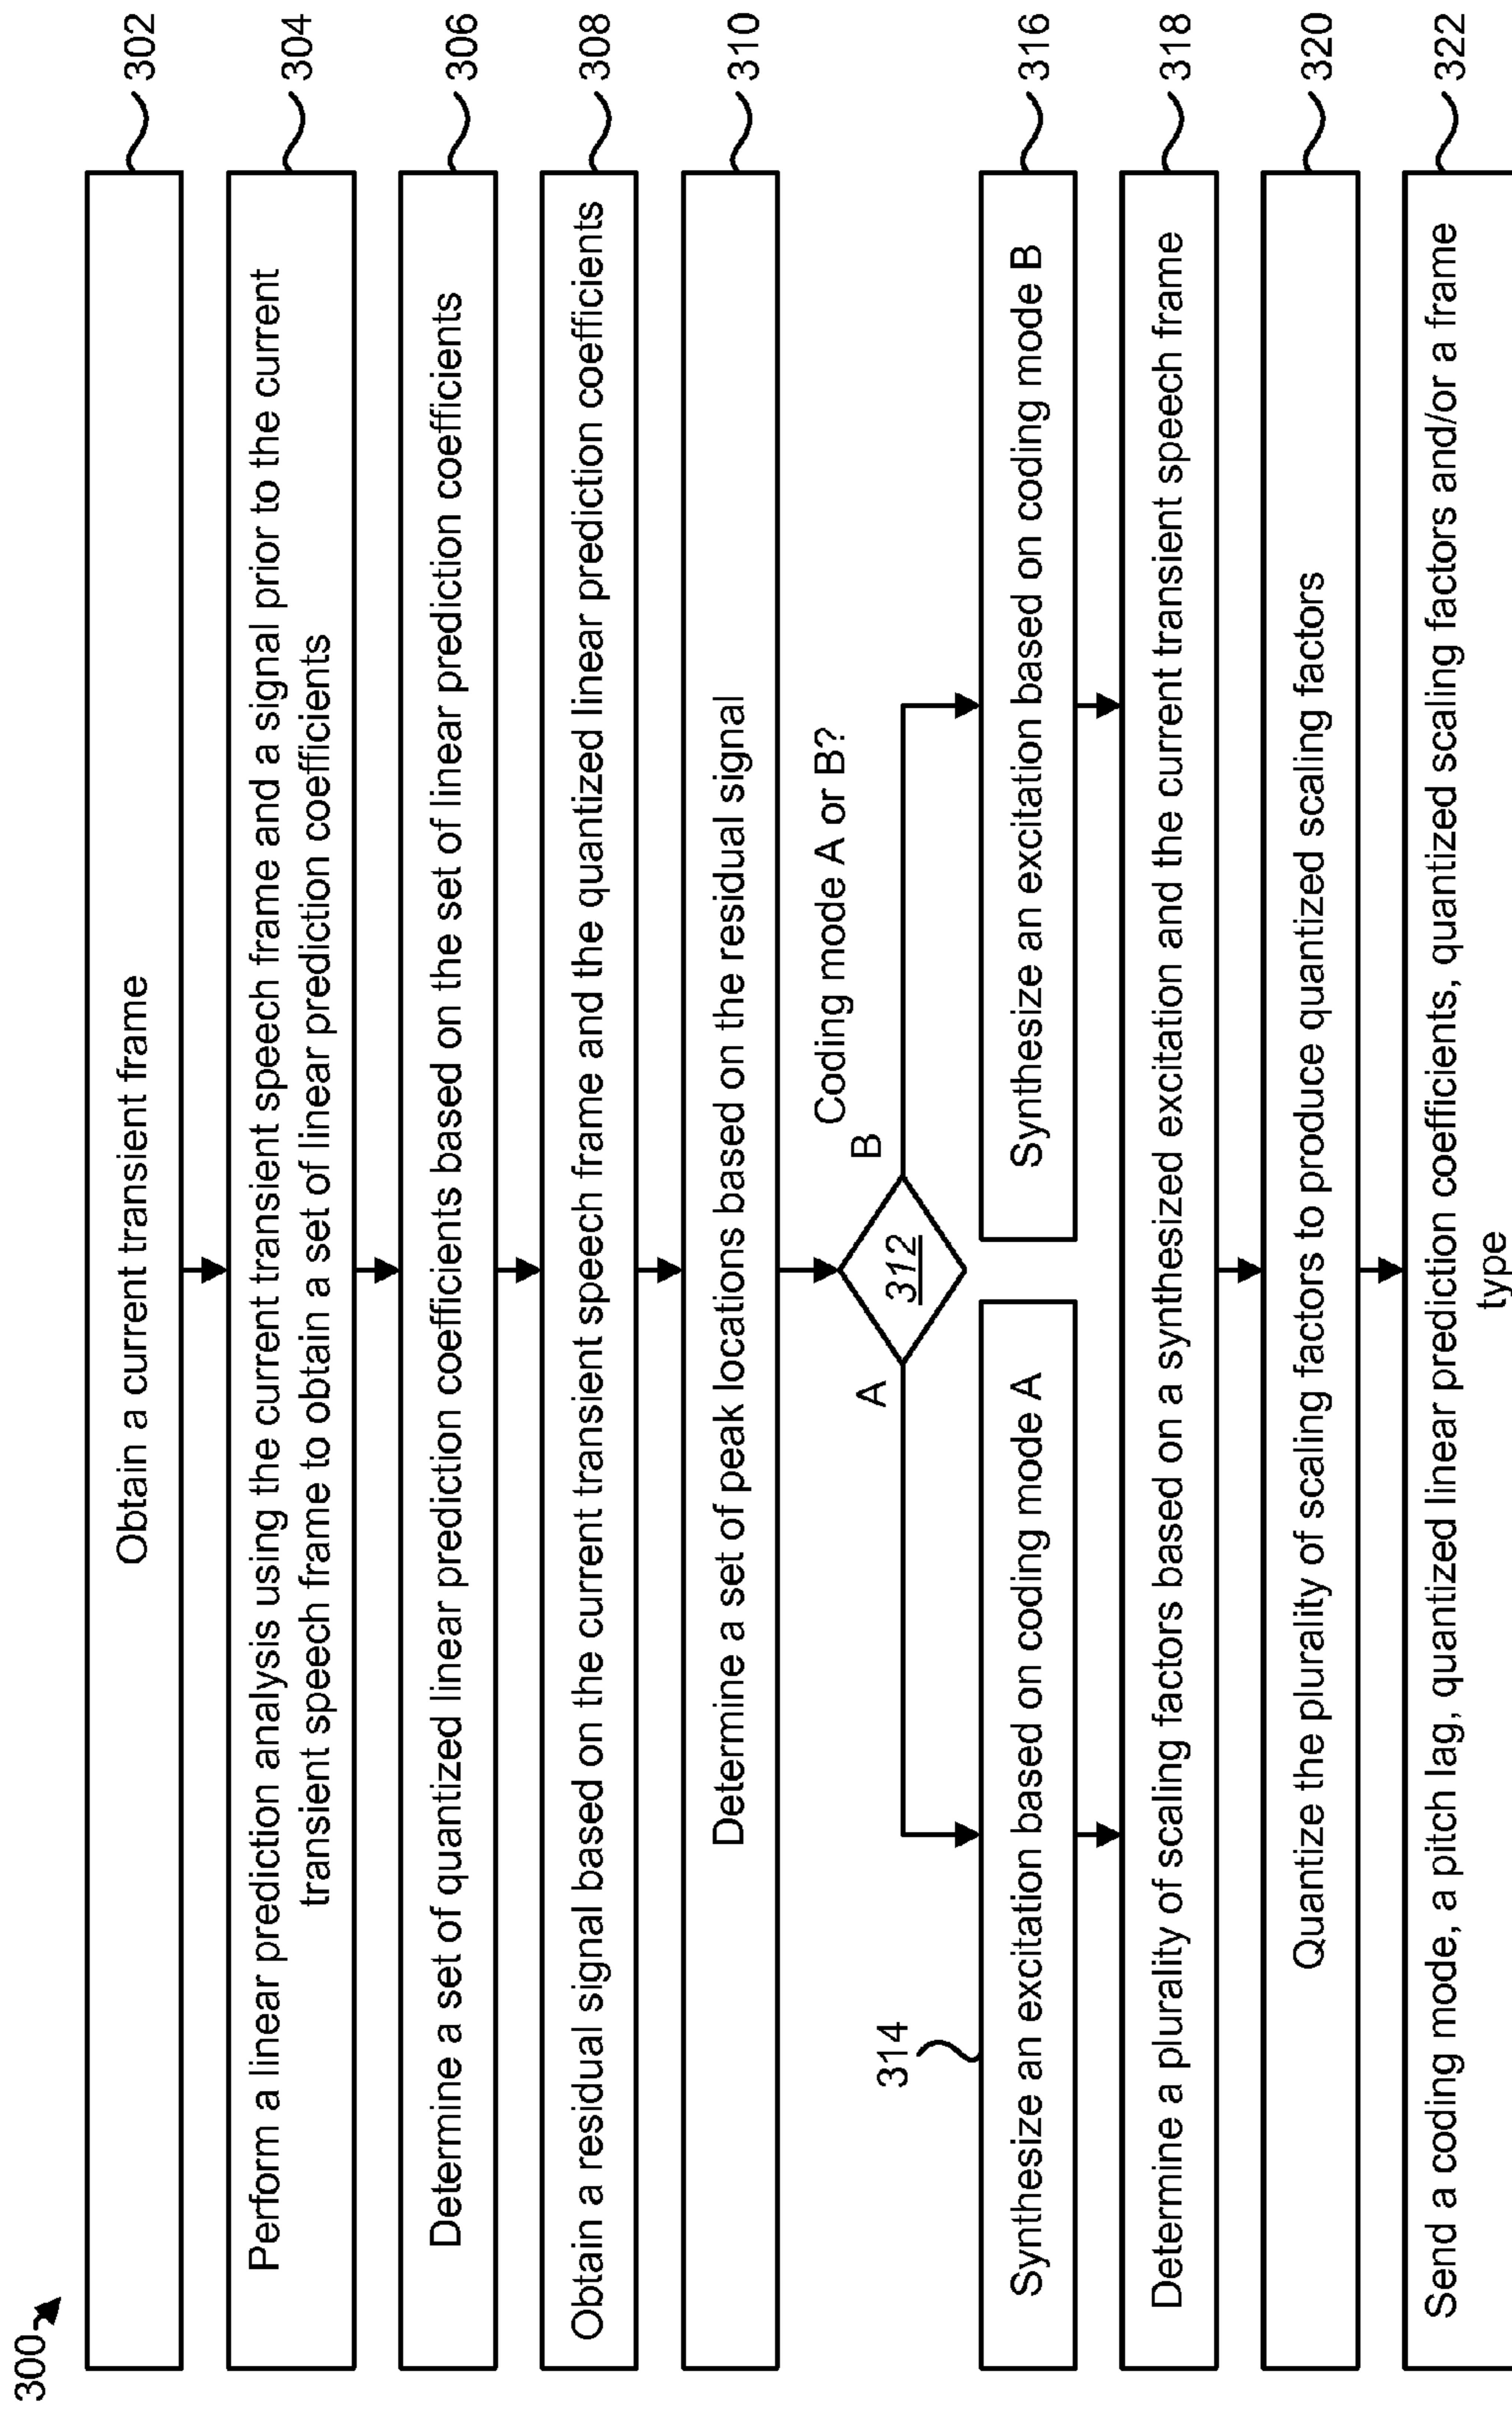 300
Obtain a current transient frame
302
Perform a linear prediction analysis using the current transient speech frame and a signal prior to the current
transient speech frame to obtain a set of linear prediction coefficients
304
Determine a set of quantized linear prediction coefficients based on the set of linear prediction coefficients
306
Obtain a residual signal based on the current transient speech frame and the quantized linear prediction coefficients
308
Determine a set of peak locations based on the residual signal
310
Coding mode A or B?
A
B
312
314
Synthesize an excitation based on coding mode A
Synthesize an excitation based on coding mode B
316
Determine a plurality of scaling factors based on a synthesized excitation and the current transient speech frame
318
Quantize the plurality of scaling factors to produce quantized scaling factors
320
Send a coding mode, a pitch lag, quantized linear prediction coefficients, quantized scaling factors and/or a frame
type
322